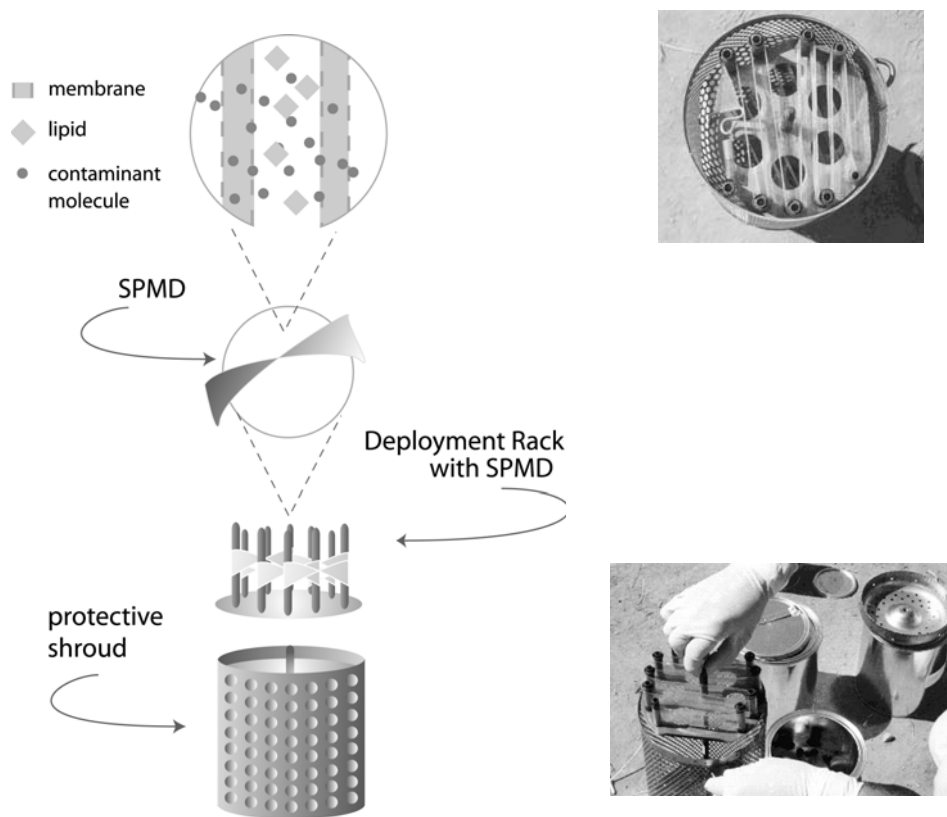 membrane
lipid
contaminant
molecule
SPMD
Deployment Rack
with SPMD
protective
shroud